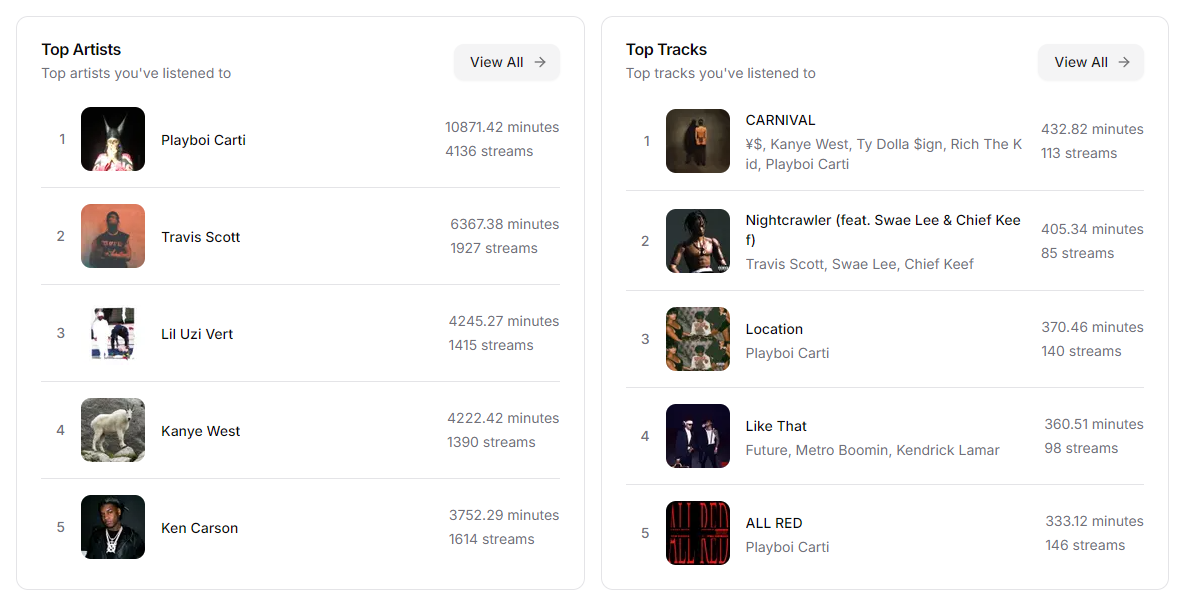 Top Artists
Top artists you've listened to
View All
1
Playboi Carti
10871.42 minutes
4136 streams
2
Travis Scott
6367.38 minutes
1927 streams
3
Lil Uzi Vert
4245.27 minutes
1415 streams
4
Kanye West
4222.42 minutes
1390 streams
5
Ken Carson
3752.29 minutes
1614 streams
Top Tracks
Top tracks you've listened to
View All
1
CARNIVAL
¥$, Kanye West, Ty Dolla $ign, Rich The K
id, Playboi Carti
432.82 minutes
113 streams
2
Nightcrawler (feat. Swae Lee & Chief Kee
f)
Travis Scott, Swae Lee, Chief Keef
405.34 minutes
85 streams
3
Location
Playboi Carti
370.46 minutes
140 streams
4
Like That
Future, Metro Boomin, Kendrick Lamar
360.51 minutes
98 streams
5
ALL RED
ALL RED
ALL RED
Playboi Carti
333.12 minutes
146 streams